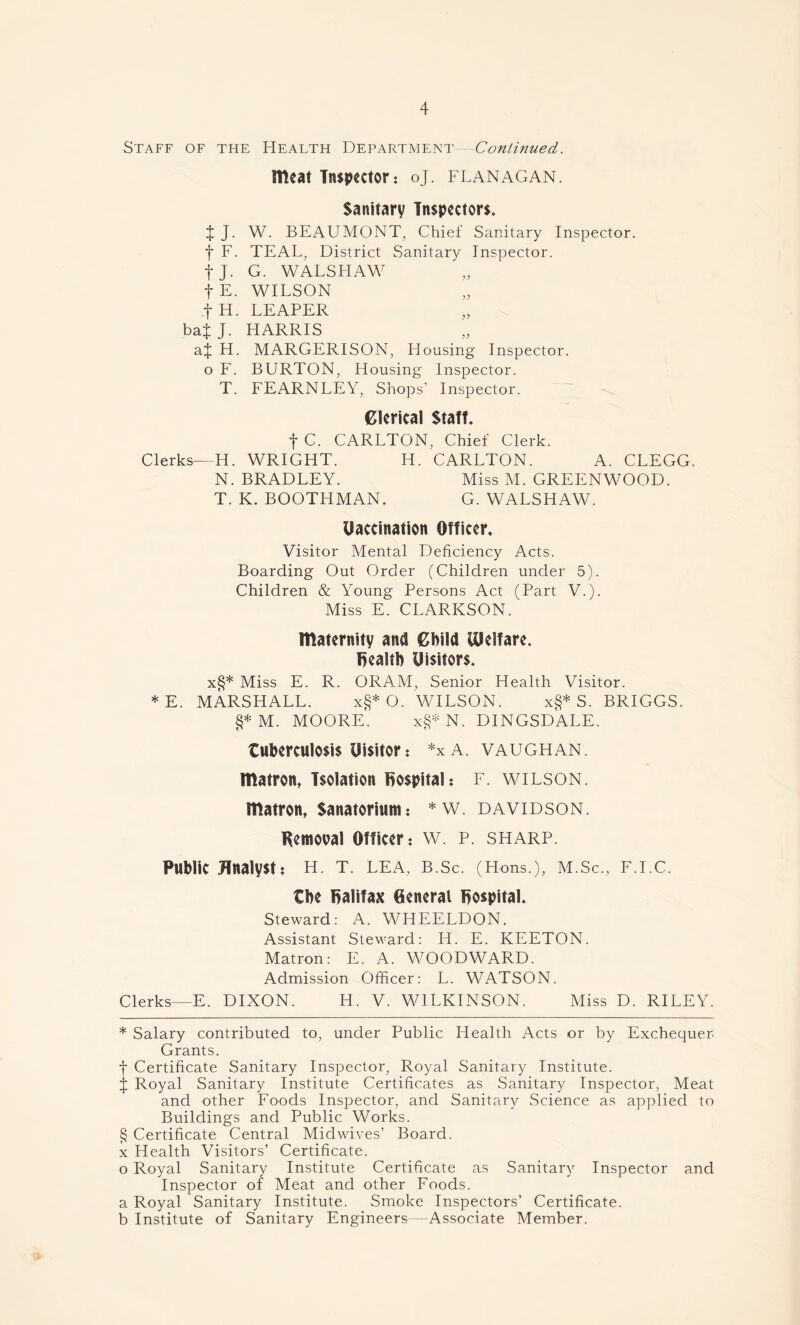 4
STAFF OF THE HEALTH DEPARTMENT—Continued.
Meat Inspector: oJ. FLANAGAN.
Sanitary Inspectors.
‡ J. W. BEAUMONT, Chief Sanitary Inspector.
† F. TEAL, District Sanitary Inspector.
† J. G. WALSHAW „
† E. WILSON „
† H. LEAPER „
ba‡ J. HARRIS „
a‡ H. MARGERISON, Housing Inspector.
o F. BURTON, Housing Inspector.
T. FEARNLEY, Shops' Inspector.
Clerical Staff.
† C. CARLTON, Chief Clerk.
Clerks—H. WRIGHT. H. CARLTON. A. CLEGG.
N. BRADLEY. Miss M. GREENWOOD.
T. K. BOOTHMAN. G. WALSHAW.
Vaccination Officer.
Visitor Mental Deficiency Acts.
Boarding Out Order (Children under 5).
Children & Young Persons Act (Part V.).
Miss E. CLARKSON.
Maternity and Child Welfare.
Health Visitors.
x§* Miss E. R. ORAM, Senior Health Visitor.
* E. MARSHALL. x§* O. WILSON. x§* S. BRIGGS.
§* M. MOORE. x§* N. DINGSDALE.
Tuberculosis Visitor: *x A. VAUGHAN.
Matron, Isolation Hospital: F. WILSON.
Matron, Sanatorium: * W. DAVIDSON.
Removal Officer: W. P. SHARP.
Public Analyst: H. T. LEA, B.Sc. (Hons.), M.Sc., F.I.C.
The Halifax General Hospital.
Steward: A. WHEELDON.
Assistant Steward: H. E. KEETON.
Matron: E. A. WOODWARD.
Admission Officer: L. WATSON.
Clerks—E. DIXON. H. V. WILKINSON. Miss D. RILEY.
* Salary contributed to, under Public Health Acts or by Exchequer
Grants.
† Certificate Sanitary Inspector, Royal Sanitary Institute.
‡ Royal Sanitary Institute Certificates as Sanitary Inspector, Meat
and other Foods Inspector, and Sanitary Science as applied to
Buildings and Public Works.
§ Certificate Central Midwives' Board.
x Health Visitors' Certificate.
o Royal Sanitary Institute Certificate as Sanitary Inspector and
Inspector of Meat and other Foods.
a Royal Sanitary Institute. Smoke Inspectors' Certificate.
b Institute of Sanitary Engineers—Associate Member.